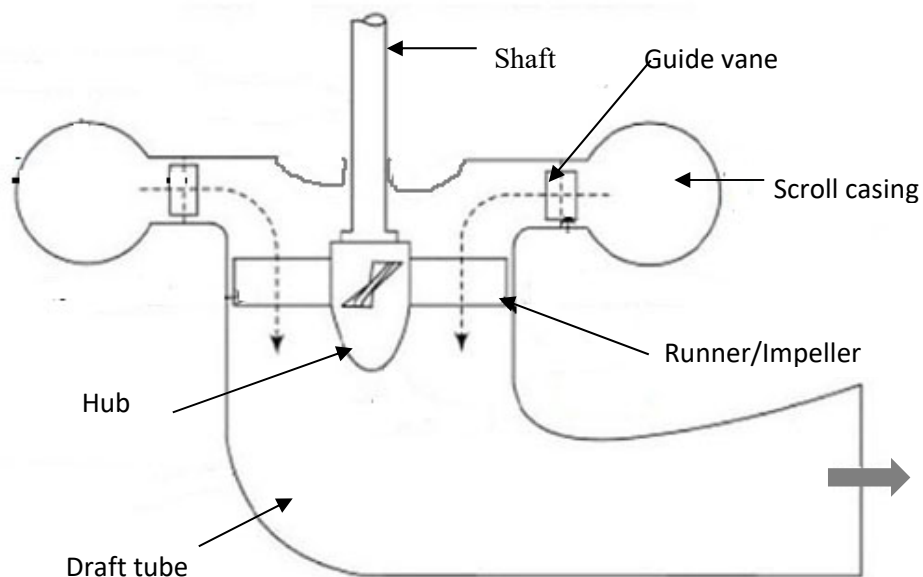 Shaft
Guide vane
Scroll casing
Runner/Impeller
Hub
Draft tube